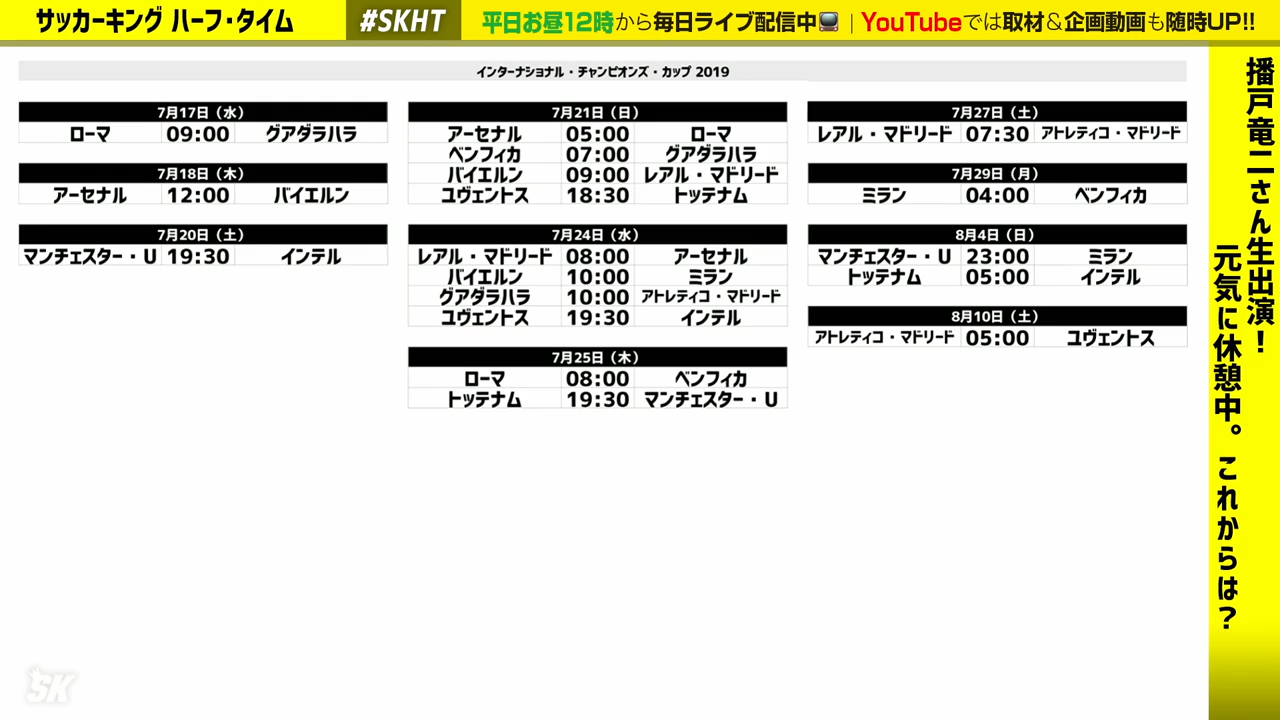 サッカーキング ハーフ・タイム
#SKHT
平日お昼12時から毎日ライブ配信中 | YouTubeでは取材&企画動画も随時UP!!
インターナショナル・チャンピオンズ・カップ 2019
7月17日（水）
ローマ 09:00 グアダラハラ
7月18日（木）
アーセナル 12:00 バイエルン
7月20日（土）
マンチェスター・U 19:30 インテル
7月21日（日）
アーセナル 05:00 ローマ
ベンフィカ 07:00 グアダラハラ
バイエルン 09:00 レアル・マドリード
ユヴェントス 18:30 トッテナム
7月24日（水）
レアル・マドリード 08:00 アーセナル
バイエルン 10:00 ミラン
グアダラハラ 10:00 アトレティコ・マドリード
ユヴェントス 19:30 インテル
7月25日（木）
ローマ 08:00 ベンフィカ
トッテナム 19:30 マンチェスター・U
7月27日（土）
レアル・マドリード 07:30 アトレティコ・マドリード
7月29日（月）
ミラン 04:00 ベンフィカ
8月4日（日）
マンチェスター・U 23:00 ミラン
トッテナム 05:00 インテル
8月10日（土）
アトレティコ・マドリード 05:00 ユヴェントス
播戸竜二さん生出演！
元気に休憩中。これからは？
SK